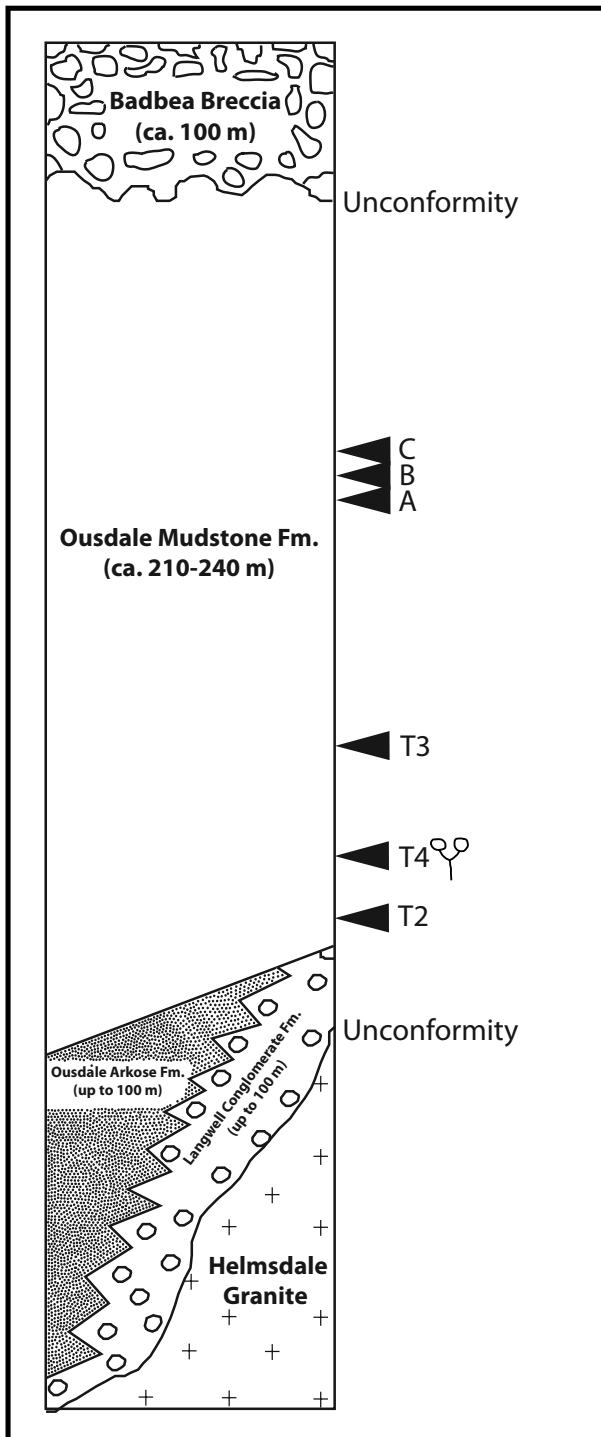 Badbea Breccia
(ca. 100 m)
Unconformity
C
B
A
Ousdale Mudstone Fm.
(ca. 210-240 m)
T3
T4
T2
Unconformity
Ousdale Arkose Fm.
(up to 100 m)
Langwell Conglomerate Fm.
(up to 100 m)
Helmsdale
Granite